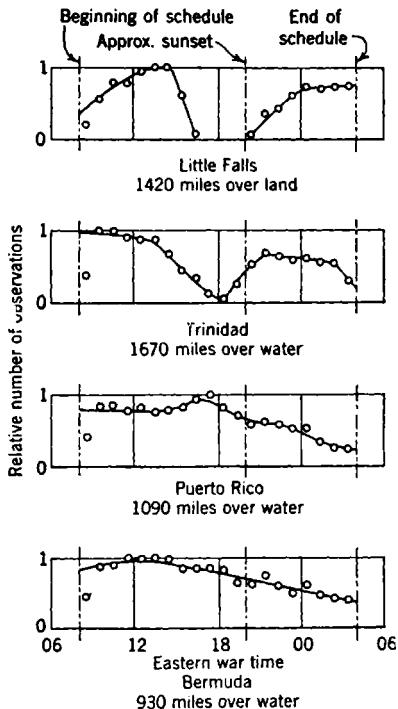 Beginning of schedule
End of
schedule
Approx. sunset
Relative number of observations
1
0
Little Falls
1420 miles over land
1
0
Trinidad
1670 miles over water
1
0
Puerto Rico
1090 miles over water
1
0
06 12 18 00 06
Eastern war time
Bermuda
930 miles over water